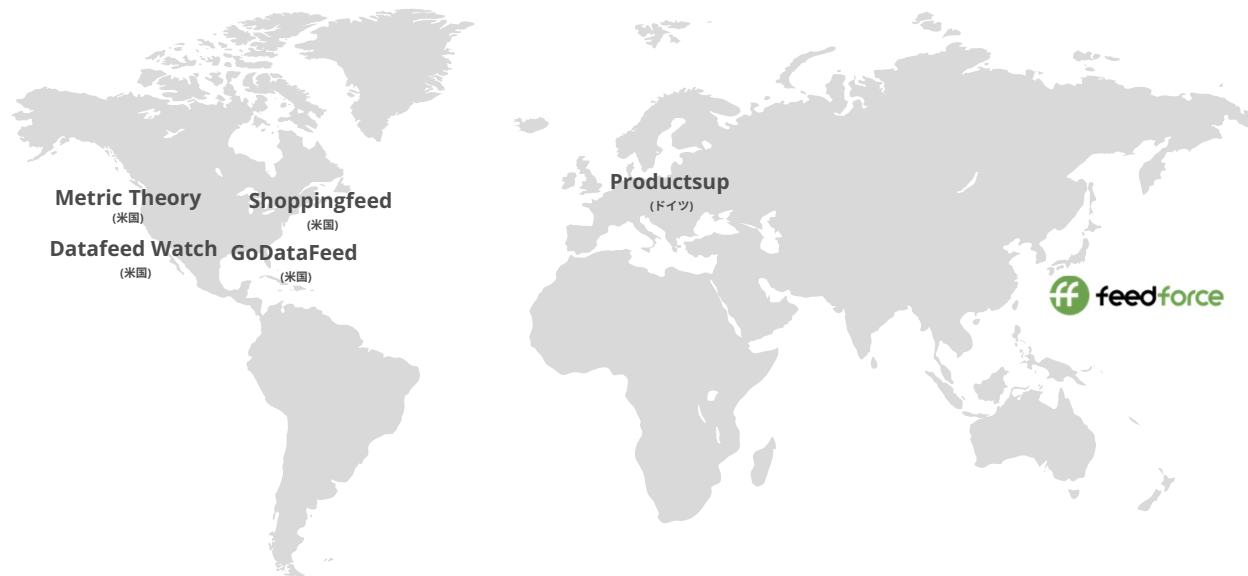 Metric Theory
(米国)
Shoppingfeed
(米国)
Datafeed Watch
(米国)
GoDataFeed
(米国)
Productsup
(ドイツ)
ff feedforce